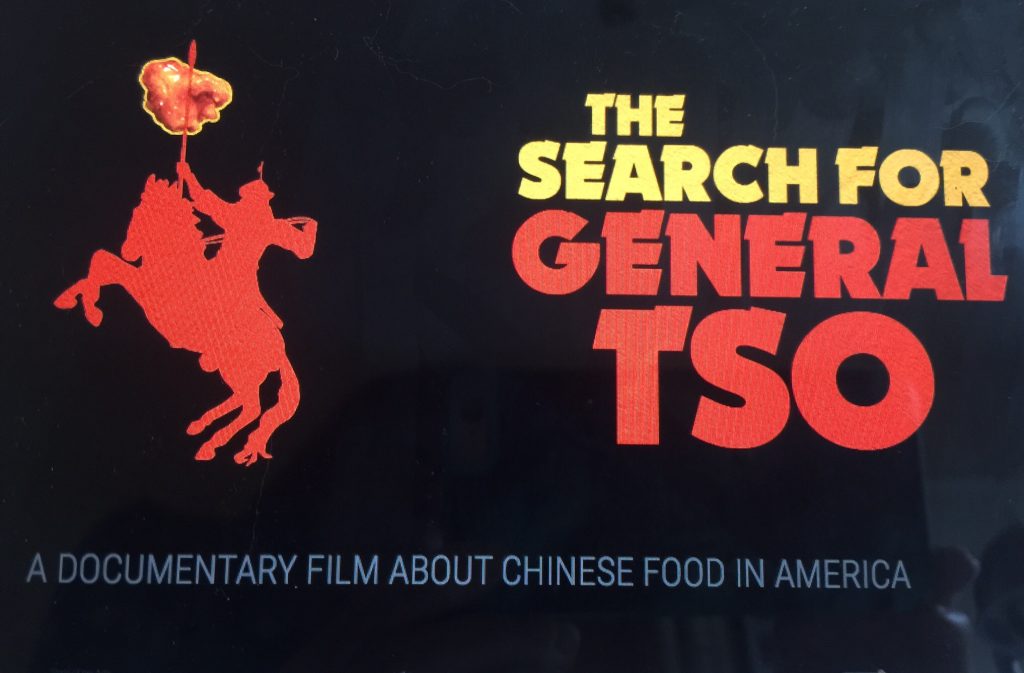 THE
SEARCH FOR
GENERAL
TSO
A DOCUMENTARY FILM ABOUT CHINESE FOOD IN AMERICA